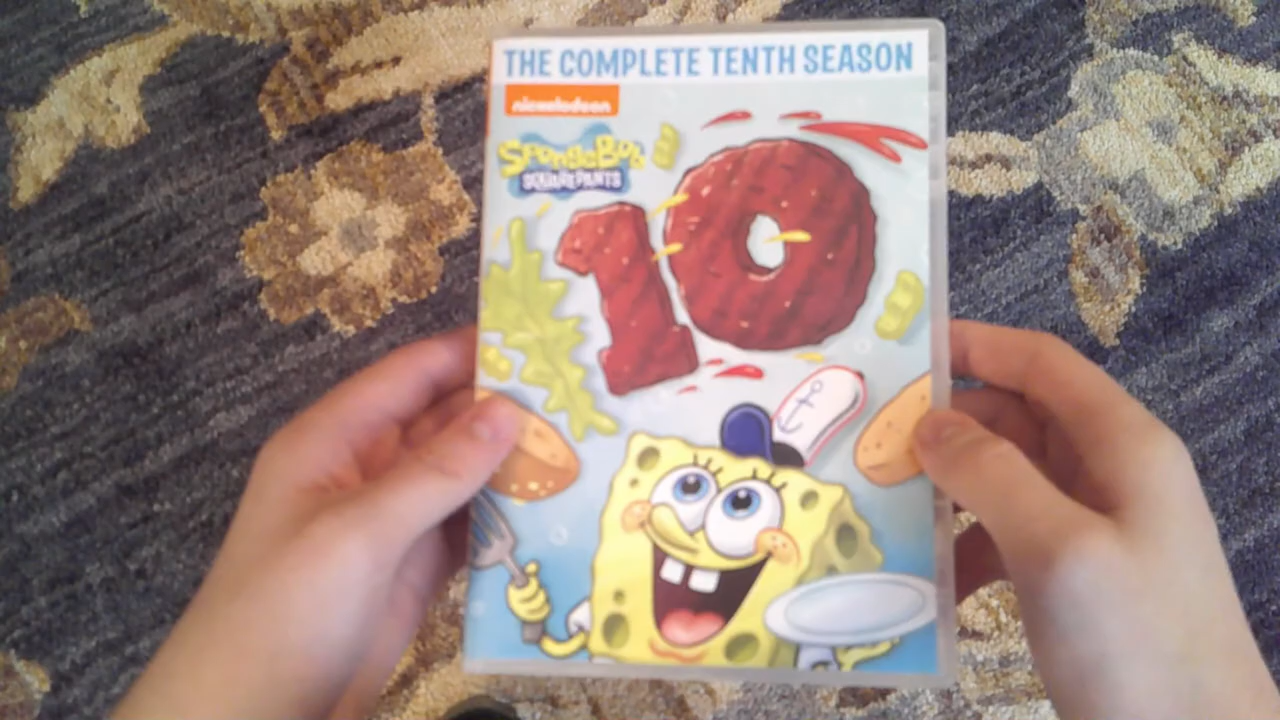 THE COMPLETE TENTH SEASON
nickelodeon
SPONGEBOB
SQUAREPANTS
10